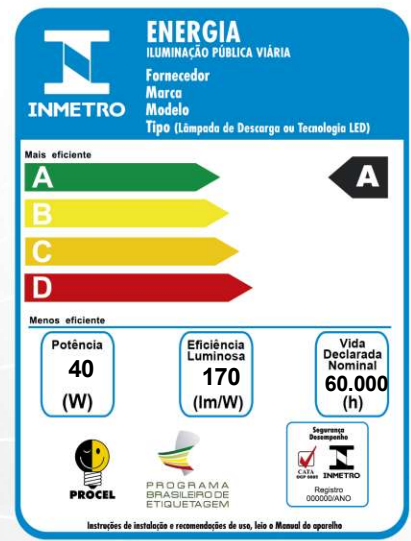 ENERGIA
ILUMINAÇÃO PÚBLICA VIÁRIA
INMETRO
Fornecedor
Marca
Modelo
Tipo (Lâmpada de Descarga ou Tecnologia LED)
Mais eficiente
A
A
B
C
D
Menos eficiente
Potência
40
(W)
Eficiência
Luminosa
170
(lm/W)
Vida
Declarada
Nominal
60.000
(h)
PROCEL
PROGRAMA
BRASILEIRO DE
ETIQUETAGEM
Segurança
Desempenho
INMETRO
Registro
000000/ANO
Instruções de instalação e recomendações de uso, leia o Manual do aparelho